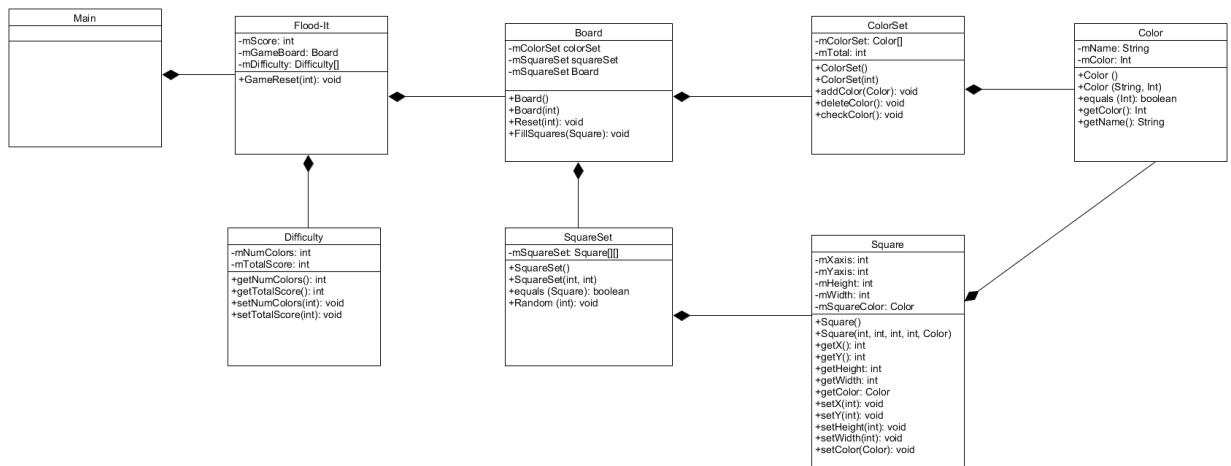 Main
Flood-It
-mScore: int
-mGameBoard: Board
-mDifficulty: Difficulty[]
+GameReset(int): void
Board
-mColorSet colorSet
-mSquareSet squareSet
-mSquareSet Board
+Board()
+Board(int)
+Reset(int): void
+FillSquares(Square): void
ColorSet
-mColorSet: Color[]
-mTotal: int
+ColorSet()
+ColorSet(int)
+addColor(Color): void
+deleteColor(): void
+checkColor(): void
Color
-mName: String
-mColor: Int
+Color ()
+Color (String, Int)
+equals (Int): boolean
+getColor(): Int
+getName(): String
Difficulty
-mNumColors: int
-mTotalScore: int
+getNumColors(): int
+getTotalScore(): int
+setNumColors(int): void
+setTotalScore(int): void
SquareSet
-mSquareSet: Square[][]
+SquareSet()
+SquareSet(int, int)
+equals (Square): boolean
+Random (int): void
Square
-mXaxis: int
-mYaxis: int
-mHeight: int
-mWidth: int
-mSquareColor: Color
+Square()
+Square(int, int, int, int, Color)
+getX(): int
+getY(): int
+getHeight: int
+getWidth: int
+getColor: Color
+setX(int): void
+setY(int): void
+setHeight(int): void
+setWidth(int): void
+setColor(Color): void